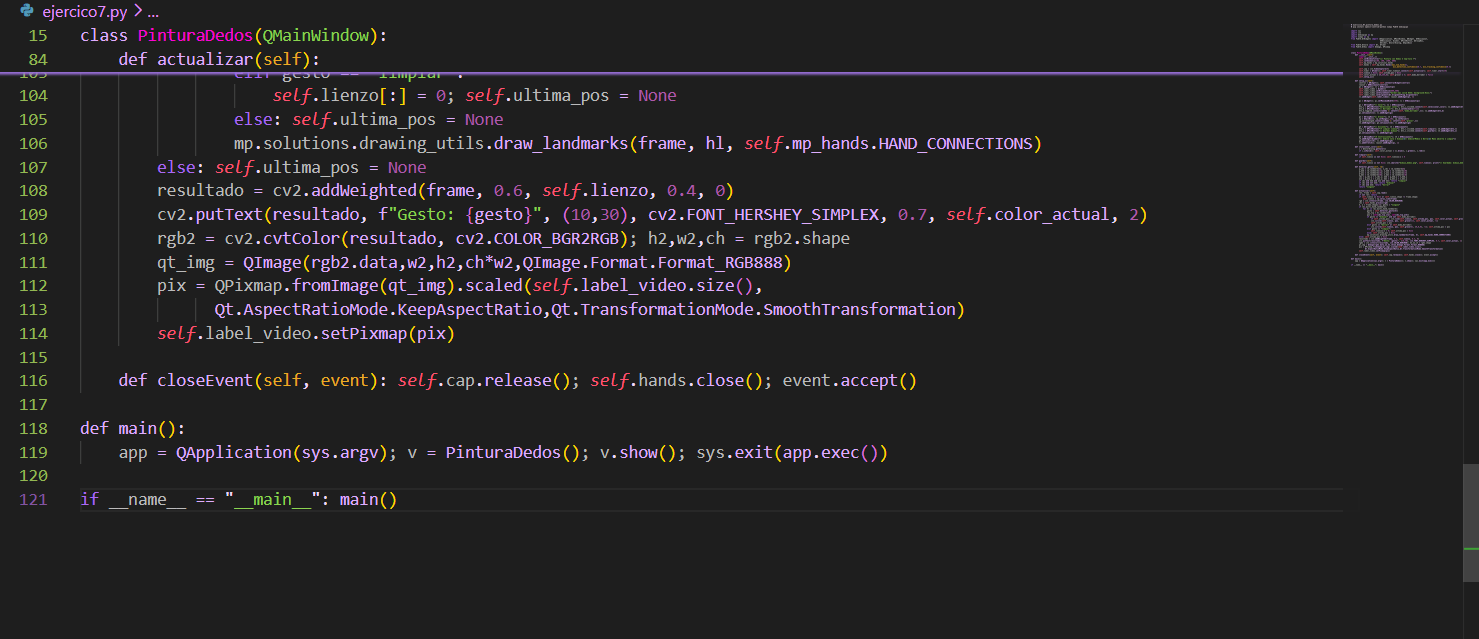 ejercico7.py > ...
15 class PinturaDedos(QMainWindow):
84 def actualizar(self):
104 self.lienzo[:] = 0; self.ultima_pos = None
105 else: self.ultima_pos = None
106 mp.solutions.drawing_utils.draw_landmarks(frame, hl, self.mp_hands.HAND_CONNECTIONS)
107 else: self.ultima_pos = None
108 resultado = cv2.addWeighted(frame, 0.6, self.lienzo, 0.4, 0)
109 cv2.putText(resultado, f"Gesto: {gesto}", (10,30), cv2.FONT_HERSHEY_SIMPLEX, 0.7, self.color_actual, 2)
110 rgb2 = cv2.cvtColor(resultado, cv2.COLOR_BGR2RGB); h2,w2,ch = rgb2.shape
111 qt_img = QImage(rgb2.data,w2,h2,ch*w2,QImage.Format.Format_RGB888)
112 pix = QPixmap.fromImage(qt_img).scaled(self.label_video.size(),
113 Qt.AspectRatioMode.KeepAspectRatio,Qt.TransformationMode.SmoothTransformation)
114 self.label_video.setPixmap(pix)
115
116 def closeEvent(self, event): self.cap.release(); self.hands.close(); event.accept()
117
118 def main():
119 app = QApplication(sys.argv); v = PinturaDedos(); v.show(); sys.exit(app.exec())
120
121 if __name__ == "__main__": main()